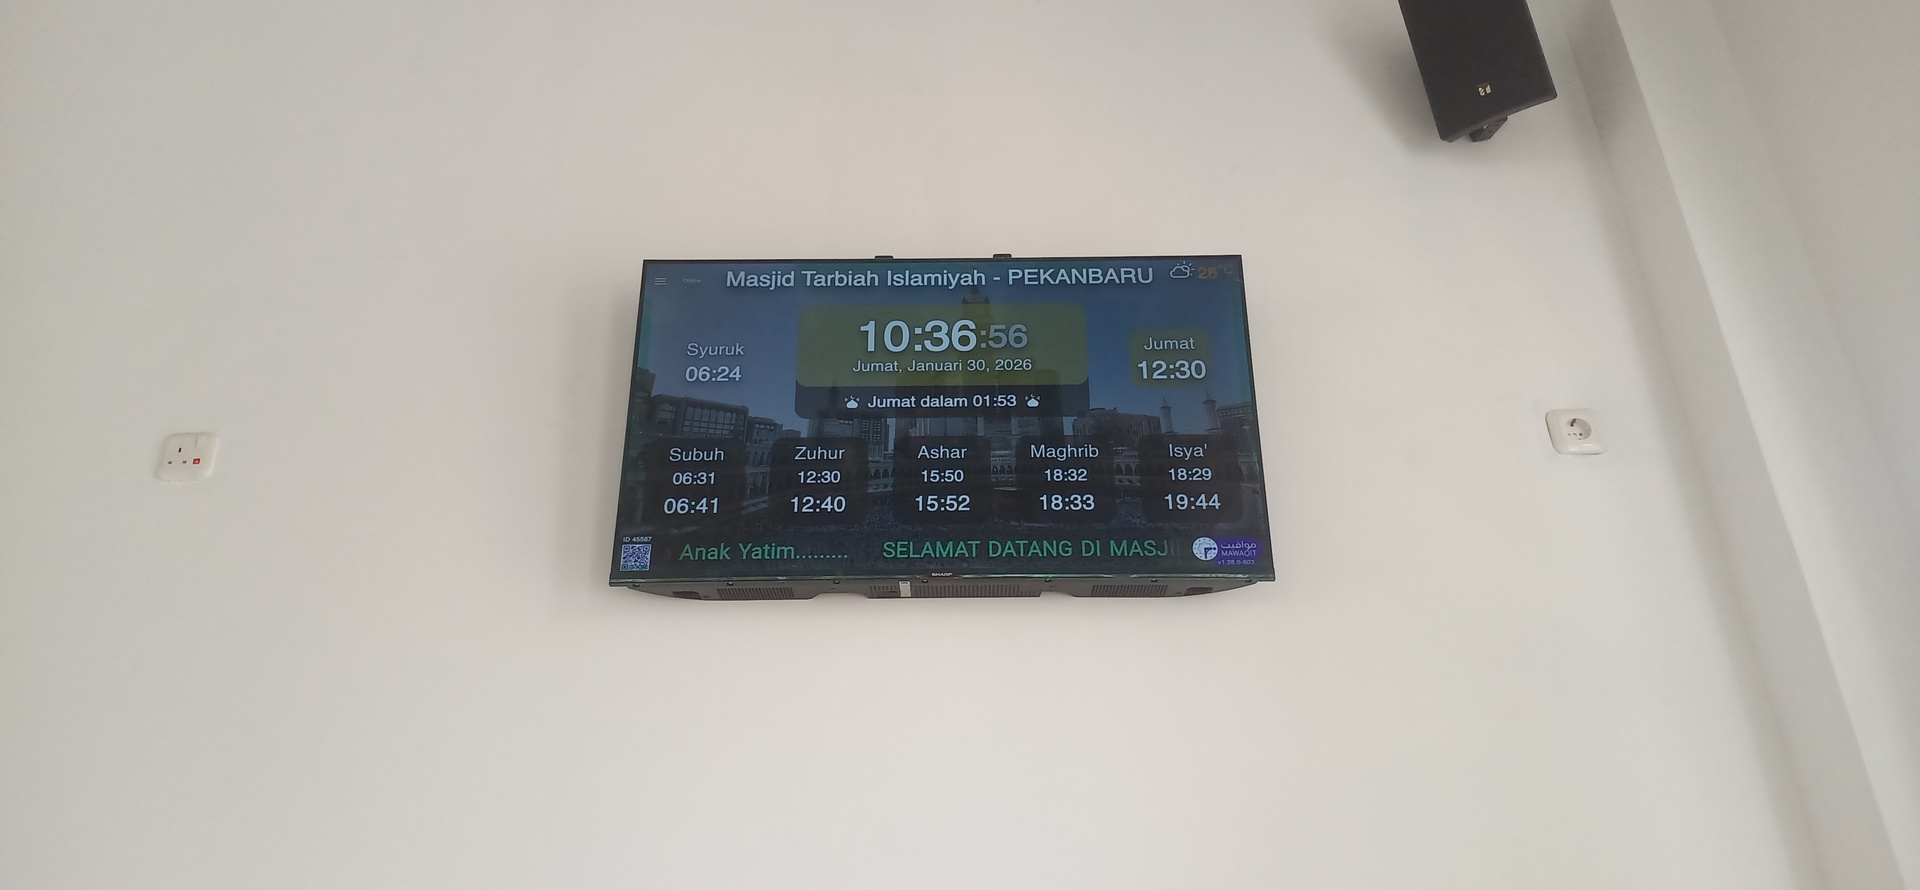 Online
Masjid Tarbiah Islamiyah - PEKANBARU
28°C
10:36:56
Jumat, Januari 30, 2026
Jumat dalam 01:53
Syuruk
06:24
Jumat
12:30
Subuh
06:31
06:41
Zuhur
12:30
12:40
Ashar
15:50
15:52
Maghrib
18:32
18:33
Isya'
18:29
19:44
ID 45567
Anak Yatim......... SELAMAT DATANG DI MASJI
مواقيت
MAWAQIT
SHARP